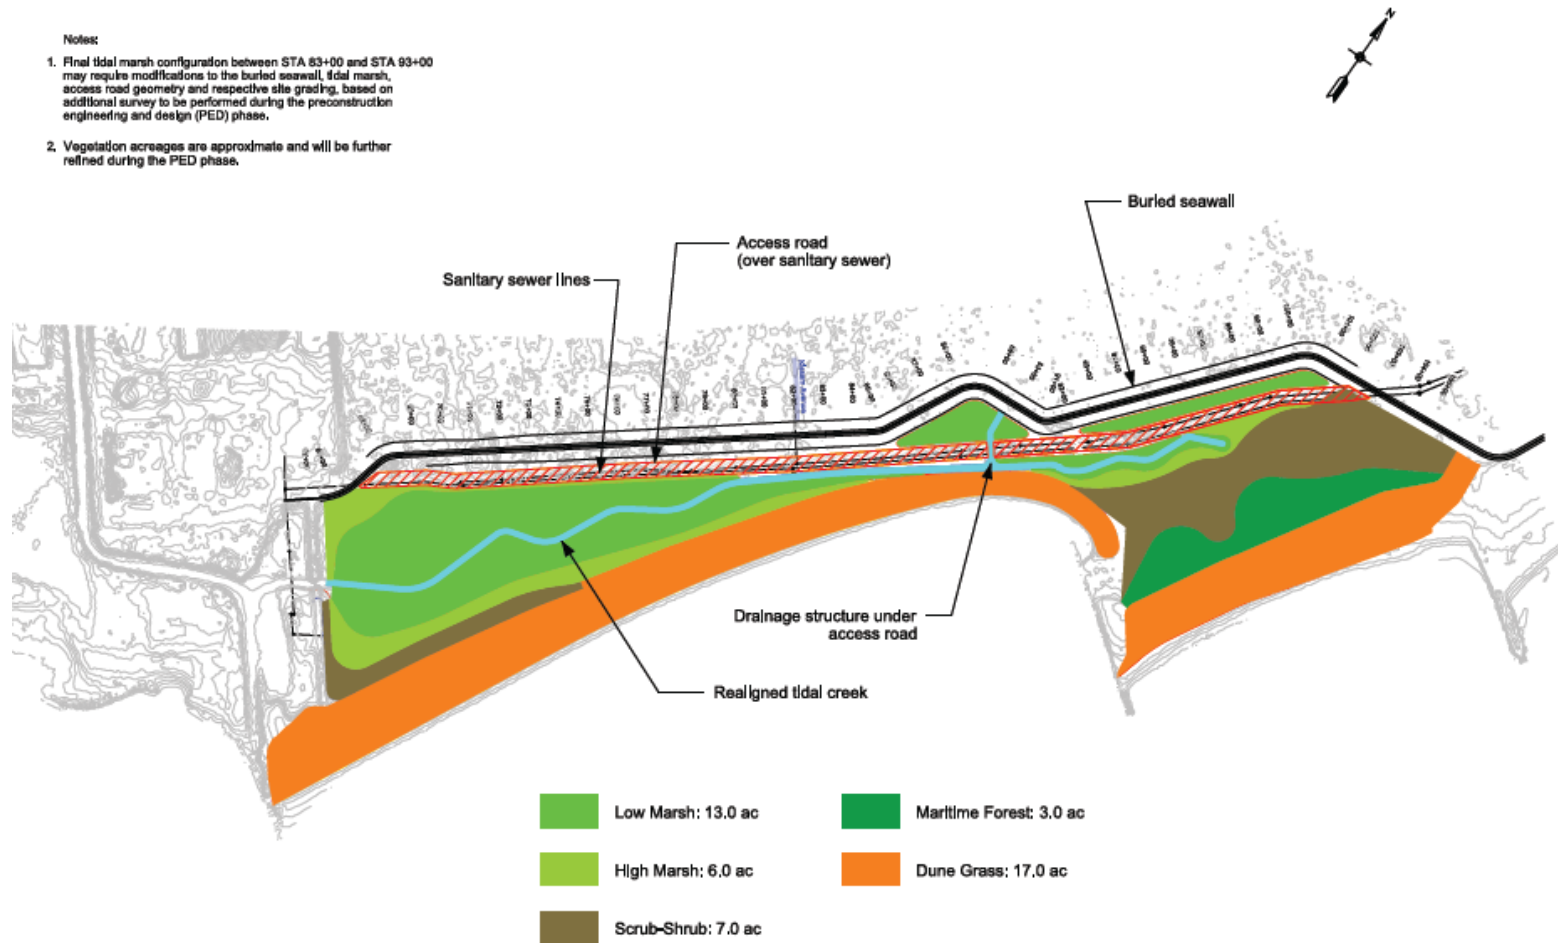 N
Notes:
1. Final tidal marsh configuration between STA 83+00 and STA 93+00
may require modifications to the buried seawall, tidal marsh,
access road geometry and respective site grading, based on
additional survey to be performed during the preconstruction
engineering and design (PED) phase.
2. Vegetation acreages are approximate and will be further
refined during the PED phase.
Buried seawall
Access road
(over sanitary sewer)
Sanitary sewer lines
Drainage structure under
access road
Realigned tidal creek
Low Marsh: 13.0 ac
Maritime Forest: 3.0 ac
High Marsh: 6.0 ac
Dune Grass: 17.0 ac
Scrub-Shrub: 7.0 ac